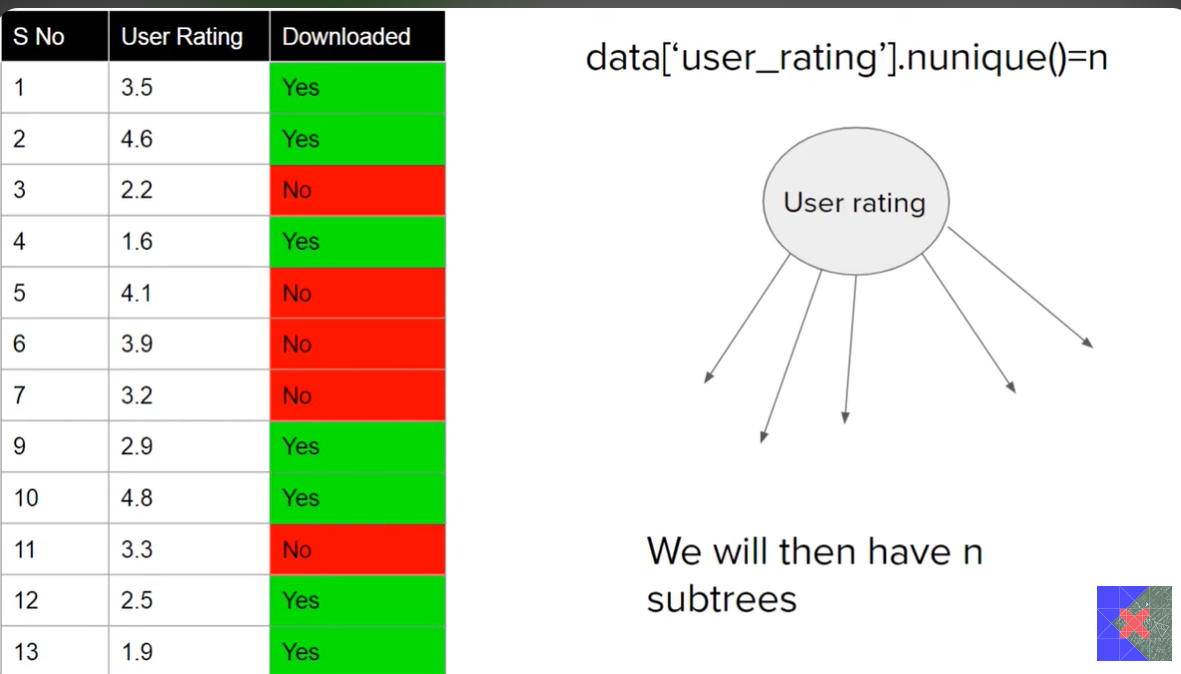 S No User Rating Downloaded
1 3.5 Yes
2 4.6 Yes
3 2.2 No
4 1.6 Yes
5 4.1 No
6 3.9 No
7 3.2 No
9 2.9 Yes
10 4.8 Yes
11 3.3 No
12 2.5 Yes
13 1.9 Yes
data[‘user_rating’].nunique()=n
User rating
We will then have n
subtrees